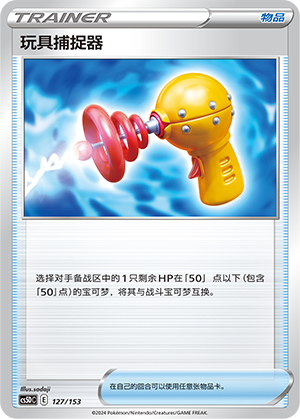 TRAINER 物品
玩具捕捉器
选择对手备战区中的1只剩余HP在「50」点以下（包含
「50」点）的宝可梦，将其与战斗宝可梦互换。
Illus.sadaji
cs5DC E 127/153
在自己的回合可以使用任意张物品卡。
©2024 Pokémon/Nintendo/Creatures/GAME FREAK.